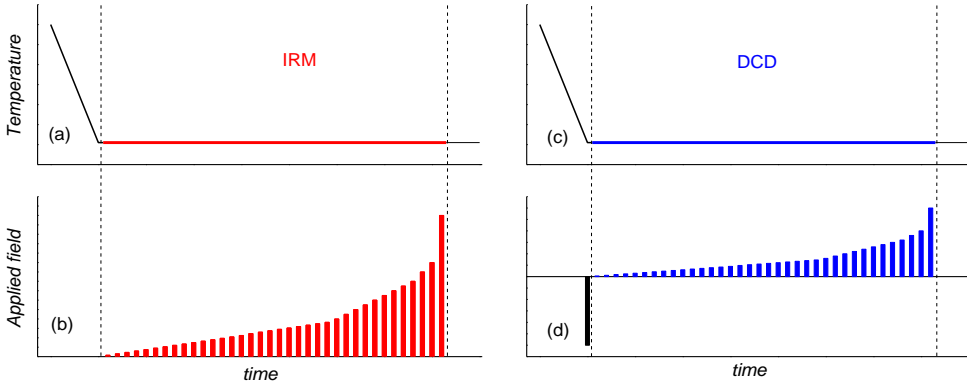 Temperature
IRM
(a)
DCD
(c)
Applied field
(b)
time
(d)
time